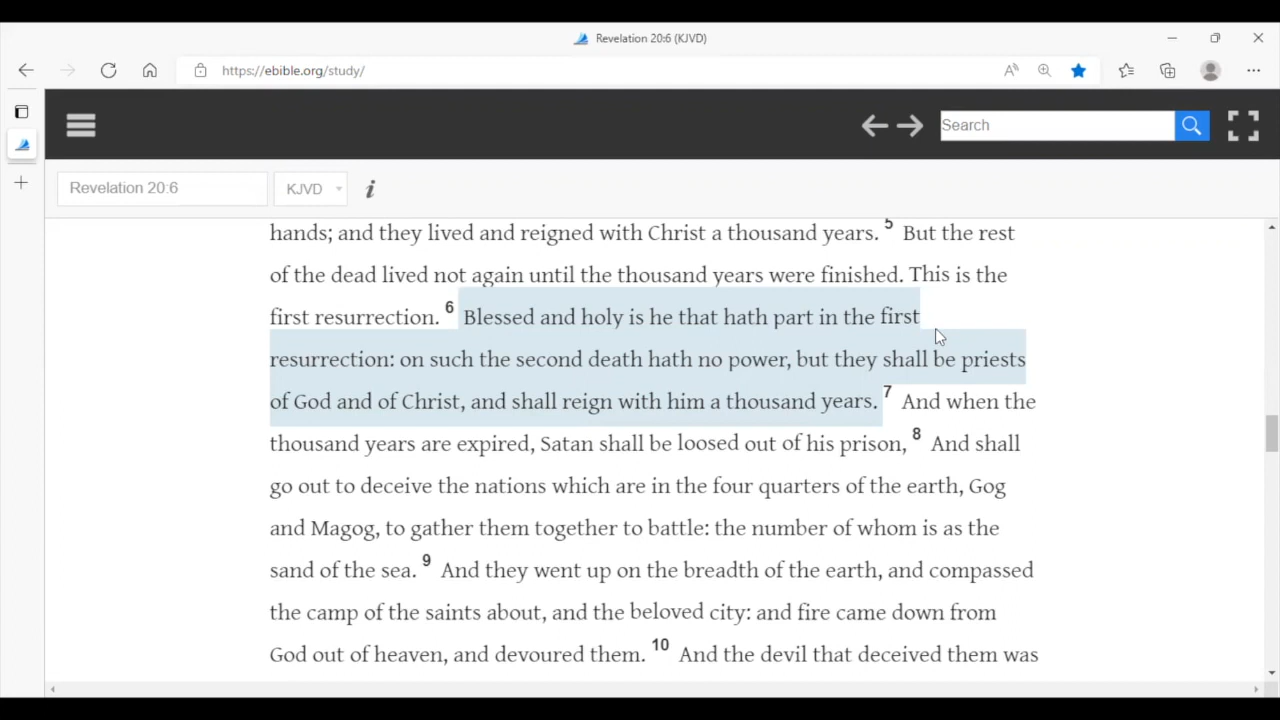 Revelation 20:6 (KJVD)
https://ebible.org/study/
Search
Revelation 20:6 KJVD i
hands; and they lived and reigned with Christ a thousand years. 5 But the rest
of the dead lived not again until the thousand years were finished. This is the
first resurrection. 6 Blessed and holy is he that hath part in the first
resurrection: on such the second death hath no power, but they shall be priests
of God and of Christ, and shall reign with him a thousand years. 7 And when the
thousand years are expired, Satan shall be loosed out of his prison, 8 And shall
go out to deceive the nations which are in the four quarters of the earth, Gog
and Magog, to gather them together to battle: the number of whom is as the
sand of the sea. 9 And they went up on the breadth of the earth, and compassed
the camp of the saints about, and the beloved city: and fire came down from
God out of heaven, and devoured them. 10 And the devil that deceived them was